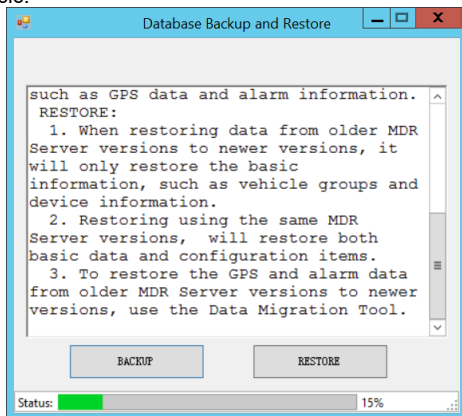 Database Backup and Restore
such as GPS data and alarm information.
RESTORE:
1. When restoring data from older MDR
Server versions to newer versions, it
will only restore the basic
information, such as vehicle groups and
device information.
2. Restoring using the same MDR
Server versions, will restore both
basic data and configuration items.
3. To restore the GPS and alarm data
from older MDR Server versions to newer
versions, use the Data Migration Tool.
BACKUP RESTORE
Status: 15%